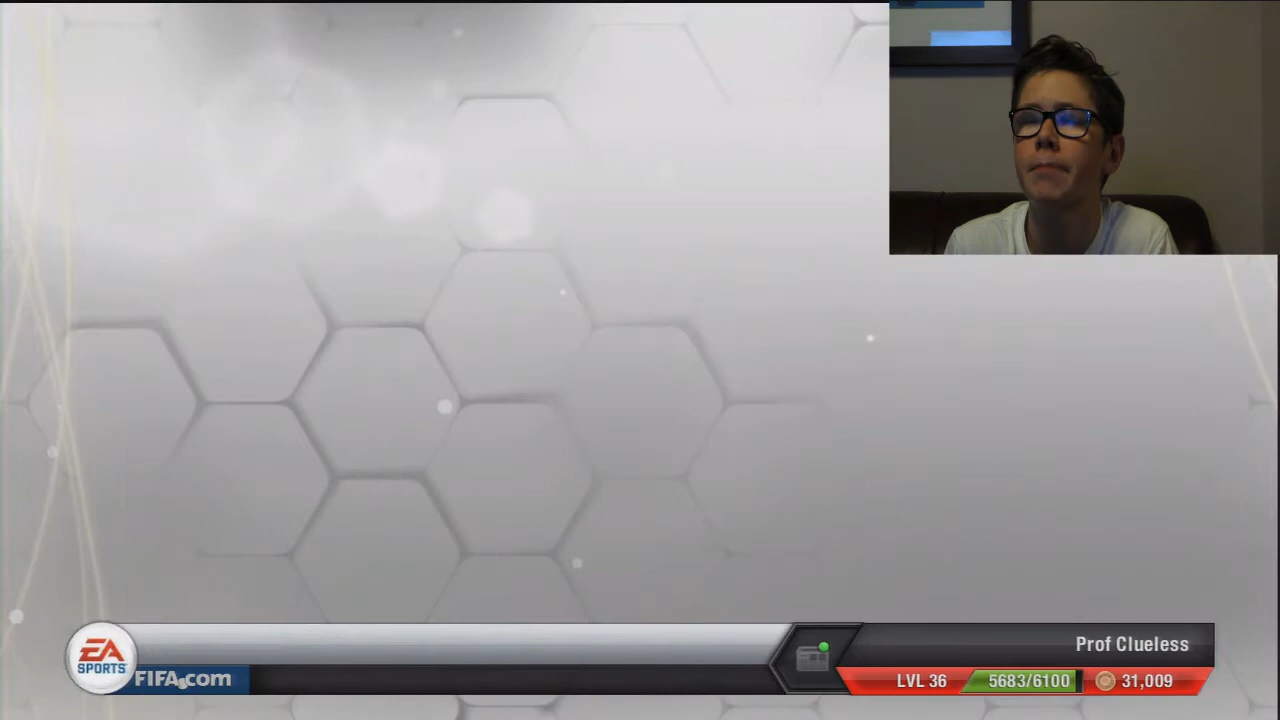 Prof Clueless
EA
SPORTS
FIFA.com
LVL 36
5683/6100
31,009